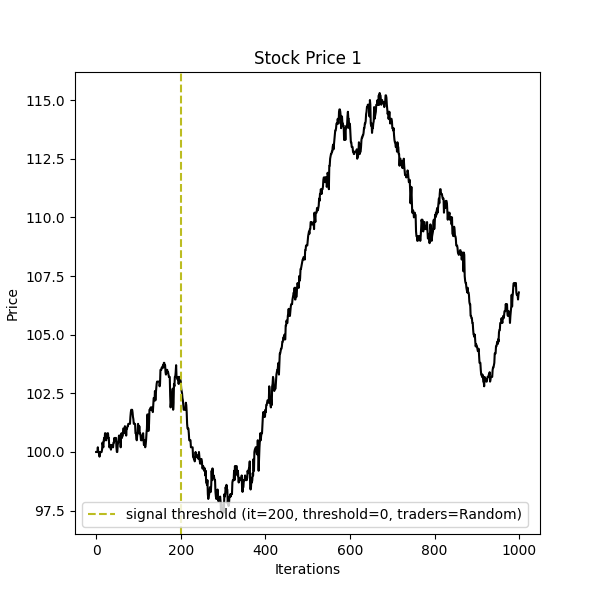 Stock Price 1
115.0
112.5
110.0
107.5
105.0
102.5
100.0
97.5
Price
signal threshold (it=200, threshold=0, traders=Random)
0 200 400 600 800 1000
Iterations